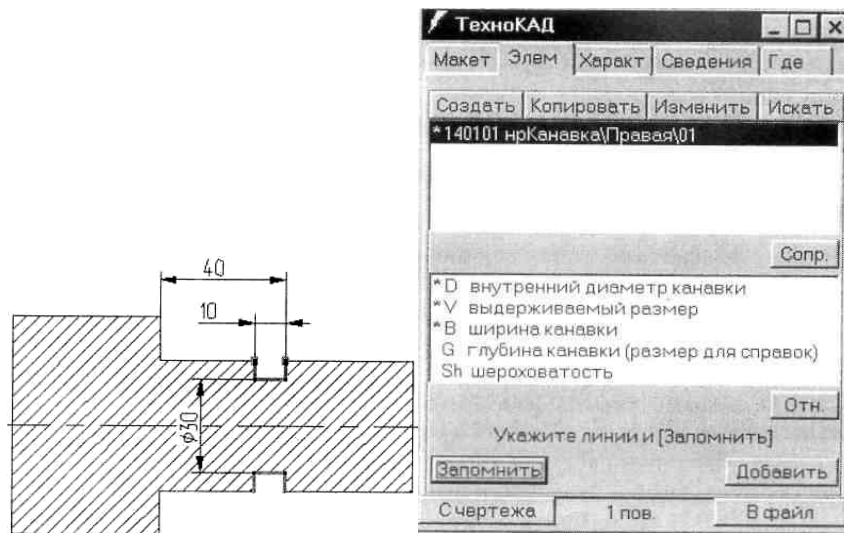 40
10
ϕ30
ТехноКАД
Макет Элем Характ Сведения Где
Создать Копировать Изменить Искать
*140101 нрКанавка\Правая\01
Сопр.
*D внутренний диаметр канавки
*V выдерживаемый размер
*B ширина канавки
G глубина канавки (размер для справок)
Sh шероховатость
Отн.
Укажите линии и [Запомнить]
Запомнить Добавить
С чертежа 1 пов. В файл